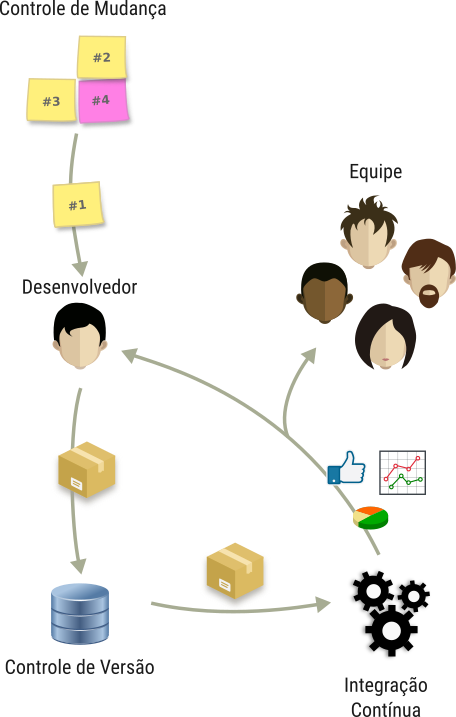 Controle de Mudança
#2
#3
#4
#1
Equipe
Desenvolvedor
Controle de Versão
Integração
Contínua